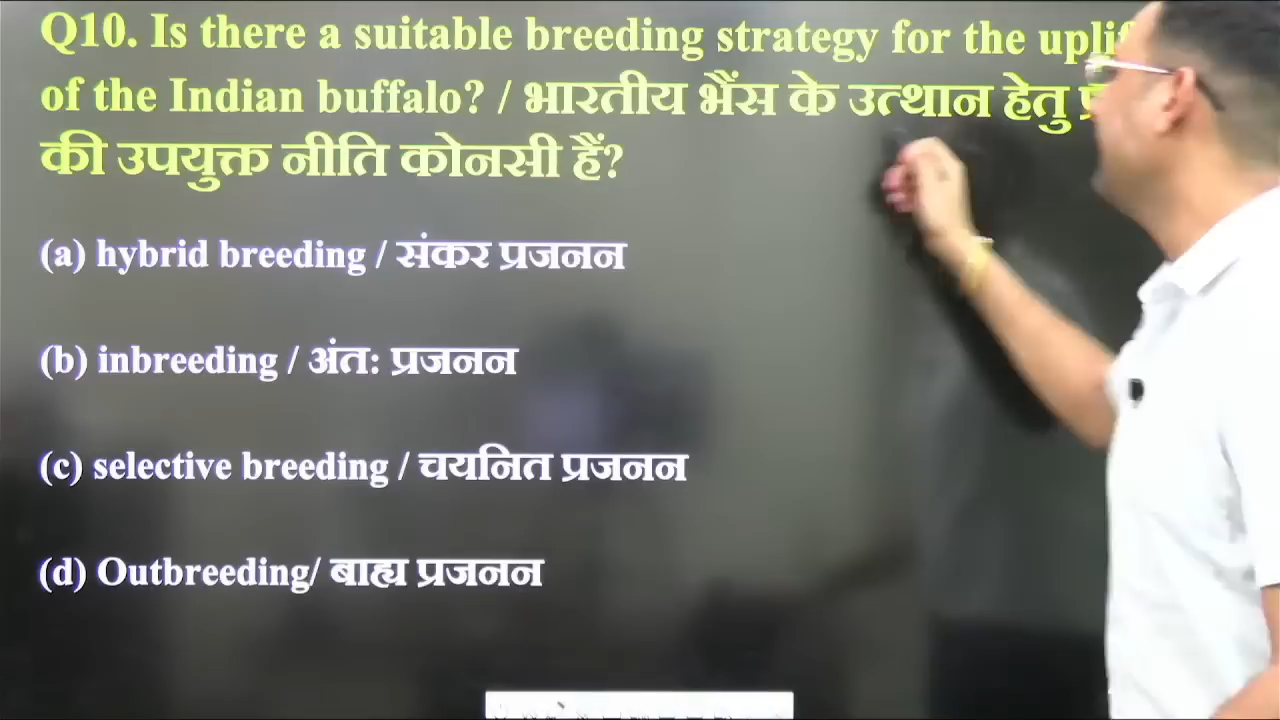 Q10. Is there a suitable breeding strategy for the
of the Indian buffalo? / भारतीय भैंस के उत्थान हेतु
की उपयुक्त नीति कोनसी हैं?
(a) hybrid breeding / संकर प्रजनन
(b) inbreeding / अंत: प्रजनन
(c) selective breeding / चयनित प्रजनन
(d) Outbreeding/ बाह्य प्रजनन